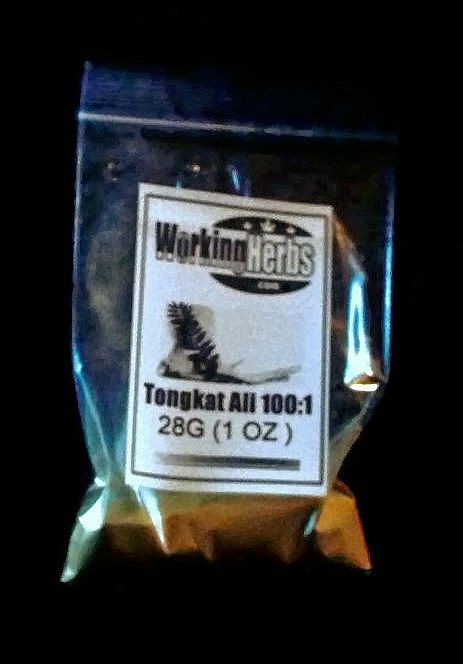 WorkingHerbs
.com
Tongkat Ali 100:1
28G (1 OZ )